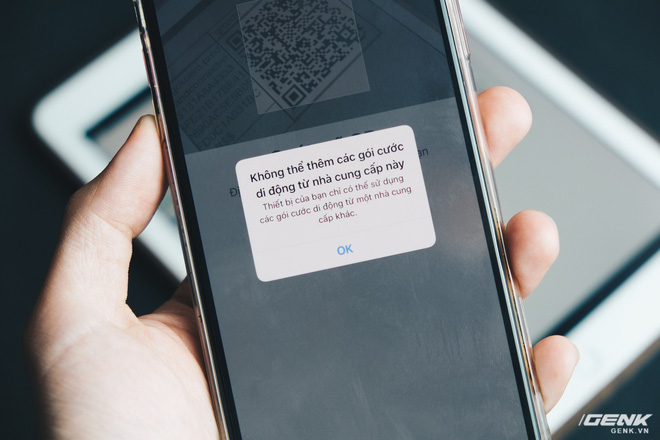 Không thể thêm các gói cước
di động từ nhà cung cấp này
Thiết bị của bạn chỉ có thể sử dụng
các gói cước di động từ một nhà cung
cấp khác.
OK
GENK
GENK.VN